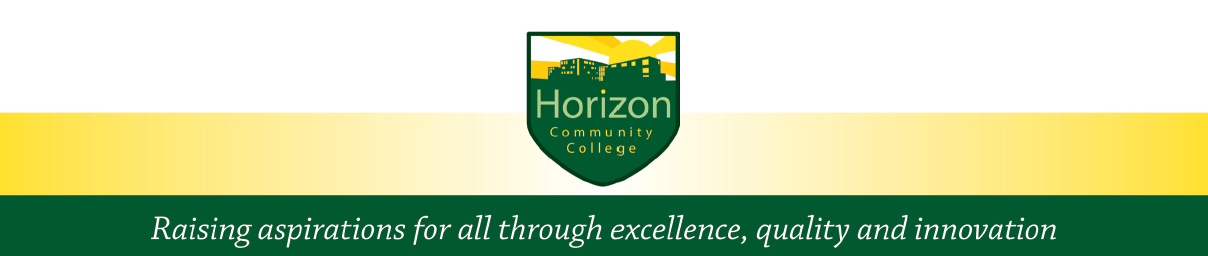 Horizon
Community
College
Raising aspirations for all through excellence, quality and innovation